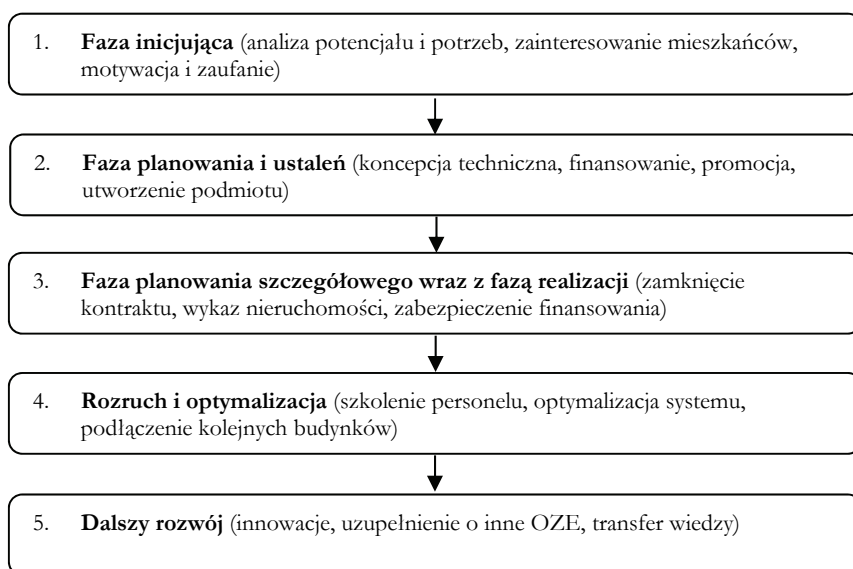 1. Faza inicjująca (analiza potencjału i potrzeb, zainteresowanie mieszkańców,
motywacja i zaufanie)
2. Faza planowania i ustaleń (koncepcja techniczna, finansowanie, promocja,
utworzenie podmiotu)
3. Faza planowania szczegółowego wraz z fazą realizacji (zamknięcie
kontraktu, wykaz nieruchomości, zabezpieczenie finansowania)
4. Rozruch i optymalizacja (szkolenie personelu, optymalizacja systemu,
podłączenie kolejnych budynków)
5. Dalszy rozwój (innowacje, uzupełnienie o inne OZE, transfer wiedzy)